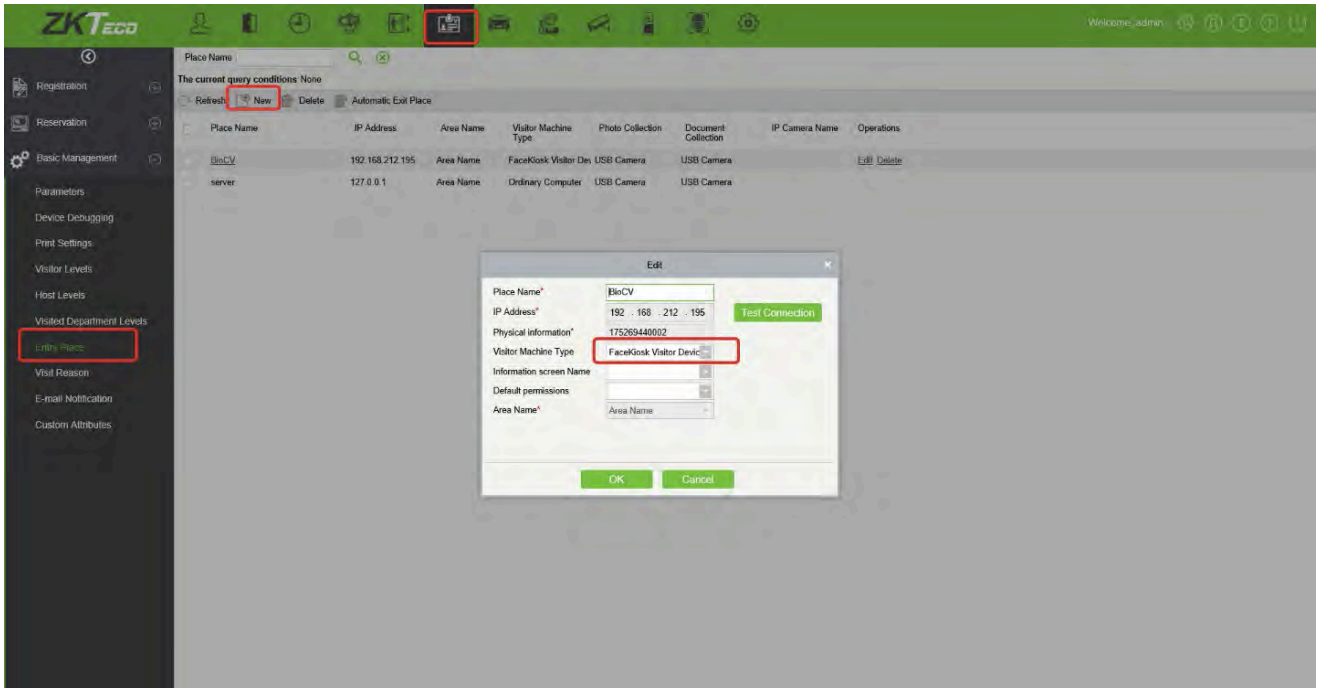 ZKTECO
Welcome, admin
Place Name
The current query conditions None
Refresh New Delete Automatic Exit Place
Registration
Reservation
Basic Management
Parameters
Device Debugging
Print Settings
Visitor Levels
Host Levels
Visited Department Levels
Entry Place
Visit Reason
E-mail Notification
Custom Attributes
Place Name IP Address Area Name Visitor Machine Type Photo Collection Document Collection IP Camera Name Operations
BioCV 192.168.212.195 Area Name FaceKiosk Visitor Dev USB Camera USB Camera Edit Delete
server 127.0.0.1 Area Name Ordinary Computer USB Camera USB Camera
Edit
Place Name* BioCV
IP Address* 192 . 168 . 212 . 195 Test Connection
Physical information* 175269440002
Visitor Machine Type FaceKiosk Visitor Devic
Information screen Name
Default permissions
Area Name* Area Name
OK Cancel